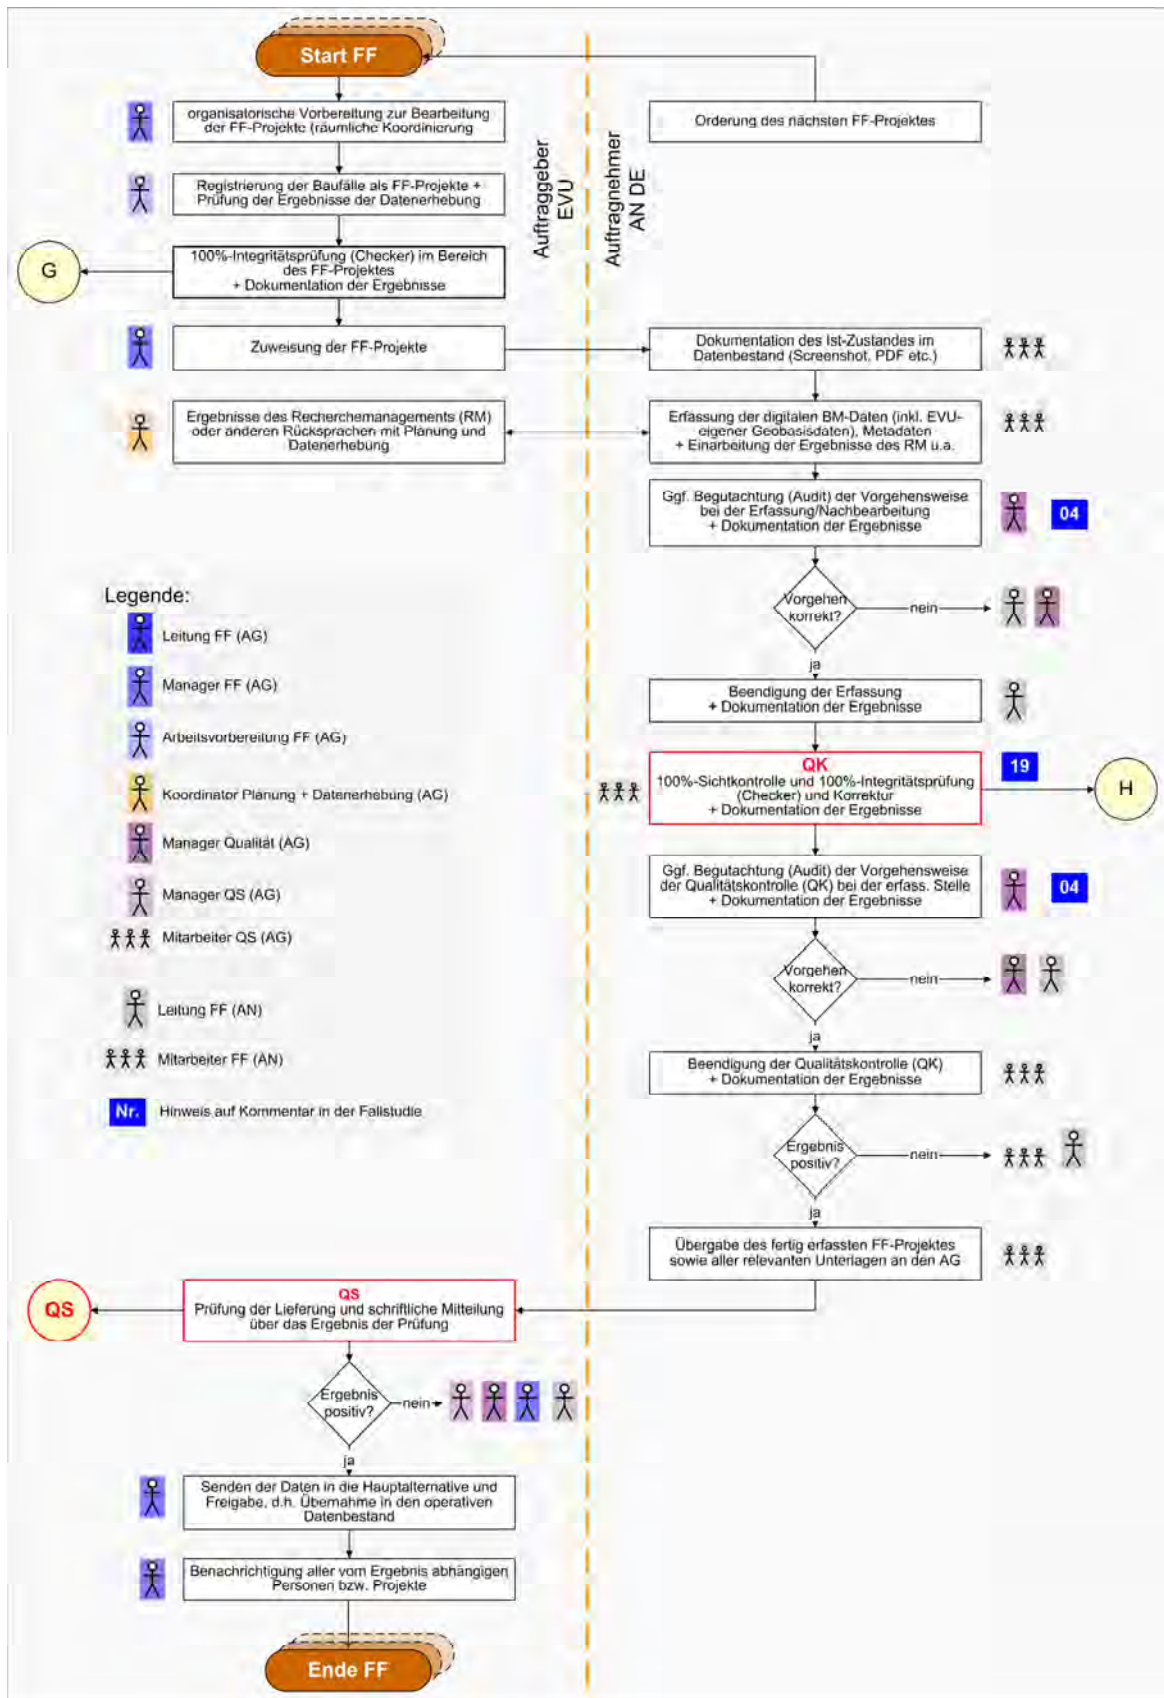 Start FF
organisatorische Vorbereitung zur Bearbeitung
der FF-Projekte (räumliche Koordinierung
Orderung des nächsten FF-Projektes
Auftraggeber
EVU
Auftragnehmer
AN DE
Registrierung der Baufälle als FF-Projekte +
Prüfung der Ergebnisse der Datenerhebung
G
100%-Integritätsprüfung (Checker) im Bereich
des FF-Projektes
+ Dokumentation der Ergebnisse
Zuweisung der FF-Projekte
Dokumentation des Ist-Zustandes im
Datenbestand (Screenshot, PDF etc.)
Ergebnisse des Recherchemanagements (RM)
oder anderen Rücksprachen mit Planung und
Datenerhebung
Erfassung der digitalen BM-Daten (inkl. EVU-
eigener Geobasisdaten), Metadaten
+ Einarbeitung der Ergebnisse des RM u.a.
Ggf. Begutachtung (Audit) der Vorgehensweise
bei der Erfassung/Nachbearbeitung
+ Dokumentation der Ergebnisse
04
Vorgehen
korrekt?
nein
ja
Beendigung der Erfassung
+ Dokumentation der Ergebnisse
QK
100%-Sichtkontrolle und 100%-Integritätsprüfung
(Checker) und Korrektur
+ Dokumentation der Ergebnisse
19
H
Ggf. Begutachtung (Audit) der Vorgehensweise
der Qualitätskontrolle (QK) bei der erfass. Stelle
+ Dokumentation der Ergebnisse
04
Vorgehen
korrekt?
nein
ja
Beendigung der Qualitätskontrolle (QK)
+ Dokumentation der Ergebnisse
Ergebnis
positiv?
nein
ja
Übergabe des fertig erfassten FF-Projektes
sowie aller relevanten Unterlagen an den AG
Legende:
Leitung FF (AG)
Manager FF (AG)
Arbeitsvorbereitung FF (AG)
Koordinator Planung + Datenerhebung (AG)
Manager Qualität (AG)
Manager QS (AG)
Mitarbeiter QS (AG)
Leitung FF (AN)
Mitarbeiter FF (AN)
Nr. Hinweis auf Kommentar in der Fallstudie
QS
QS
Prüfung der Lieferung und schriftliche Mitteilung
über das Ergebnis der Prüfung
Ergebnis
positiv?
nein
ja
Senden der Daten in die Hauptalternative und
Freigabe, d.h. Übernahme in den operativen
Datenbestand
Benachrichtigung aller vom Ergebnis abhängigen
Personen bzw. Projekte
Ende FF